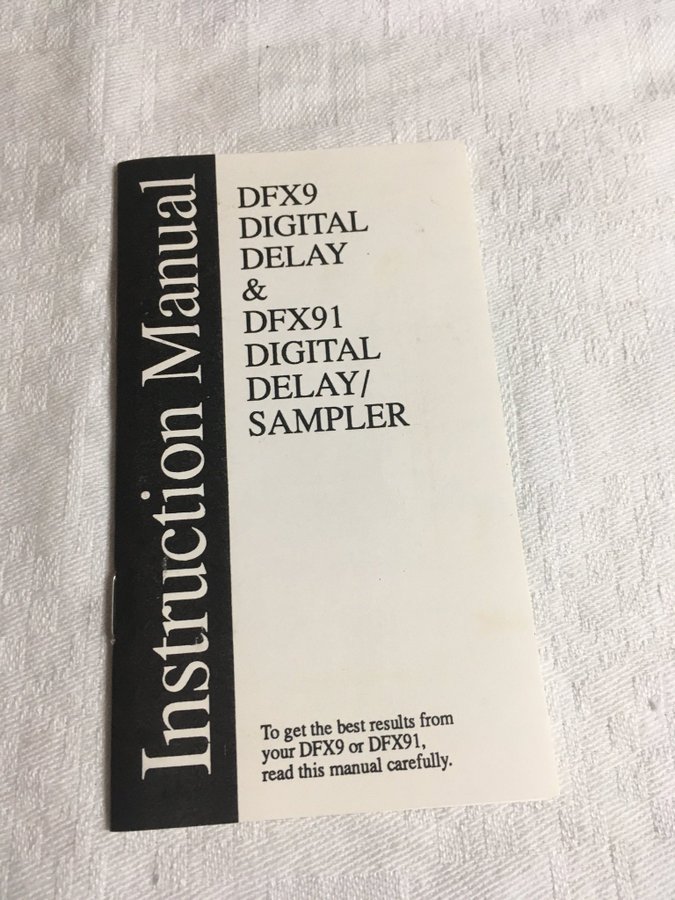 Instruction Manual
DFX9
DIGITAL
DELAY
&
DFX91
DIGITAL
DELAY/
SAMPLER
To get the best results from
your DFX9 or DFX91,
read this manual carefully.